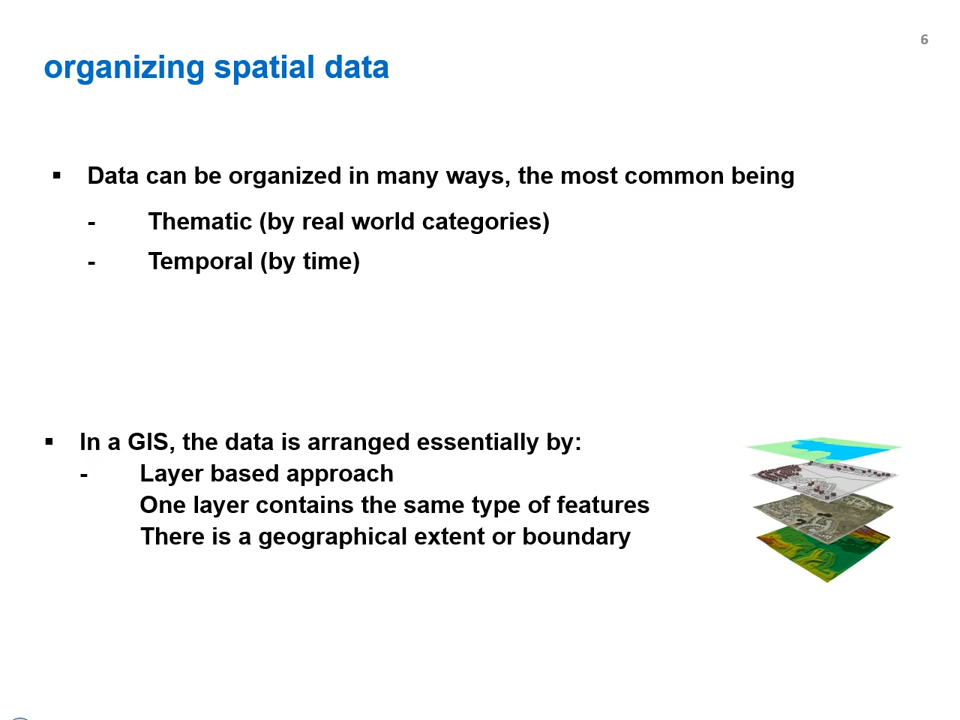 6
organizing spatial data
▪ Data can be organized in many ways, the most common being
- Thematic (by real world categories)
- Temporal (by time)
▪ In a GIS, the data is arranged essentially by:
- Layer based approach
One layer contains the same type of features
There is a geographical extent or boundary